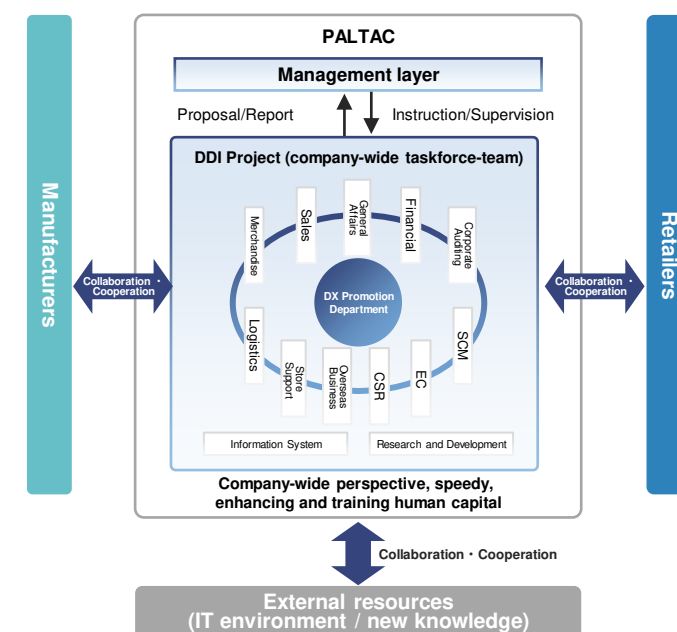 PALTAC
Management layer
Proposal/Report
Instruction/Supervision
DDI Project (company-wide taskforce-team)
Manufacturers
Retailers
Collaboration・
Cooperation
Collaboration・
Cooperation
Merchandise
Sales
General
Affairs
Financial
Corporate
Auditing
DX Promotion
Department
Logistics
Store
Support
Overseas
Business
CSR
EC
SCM
Information System
Research and Development
Company-wide perspective, speedy,
enhancing and training human capital
Collaboration・Cooperation
External resources
(IT environment / new knowledge)